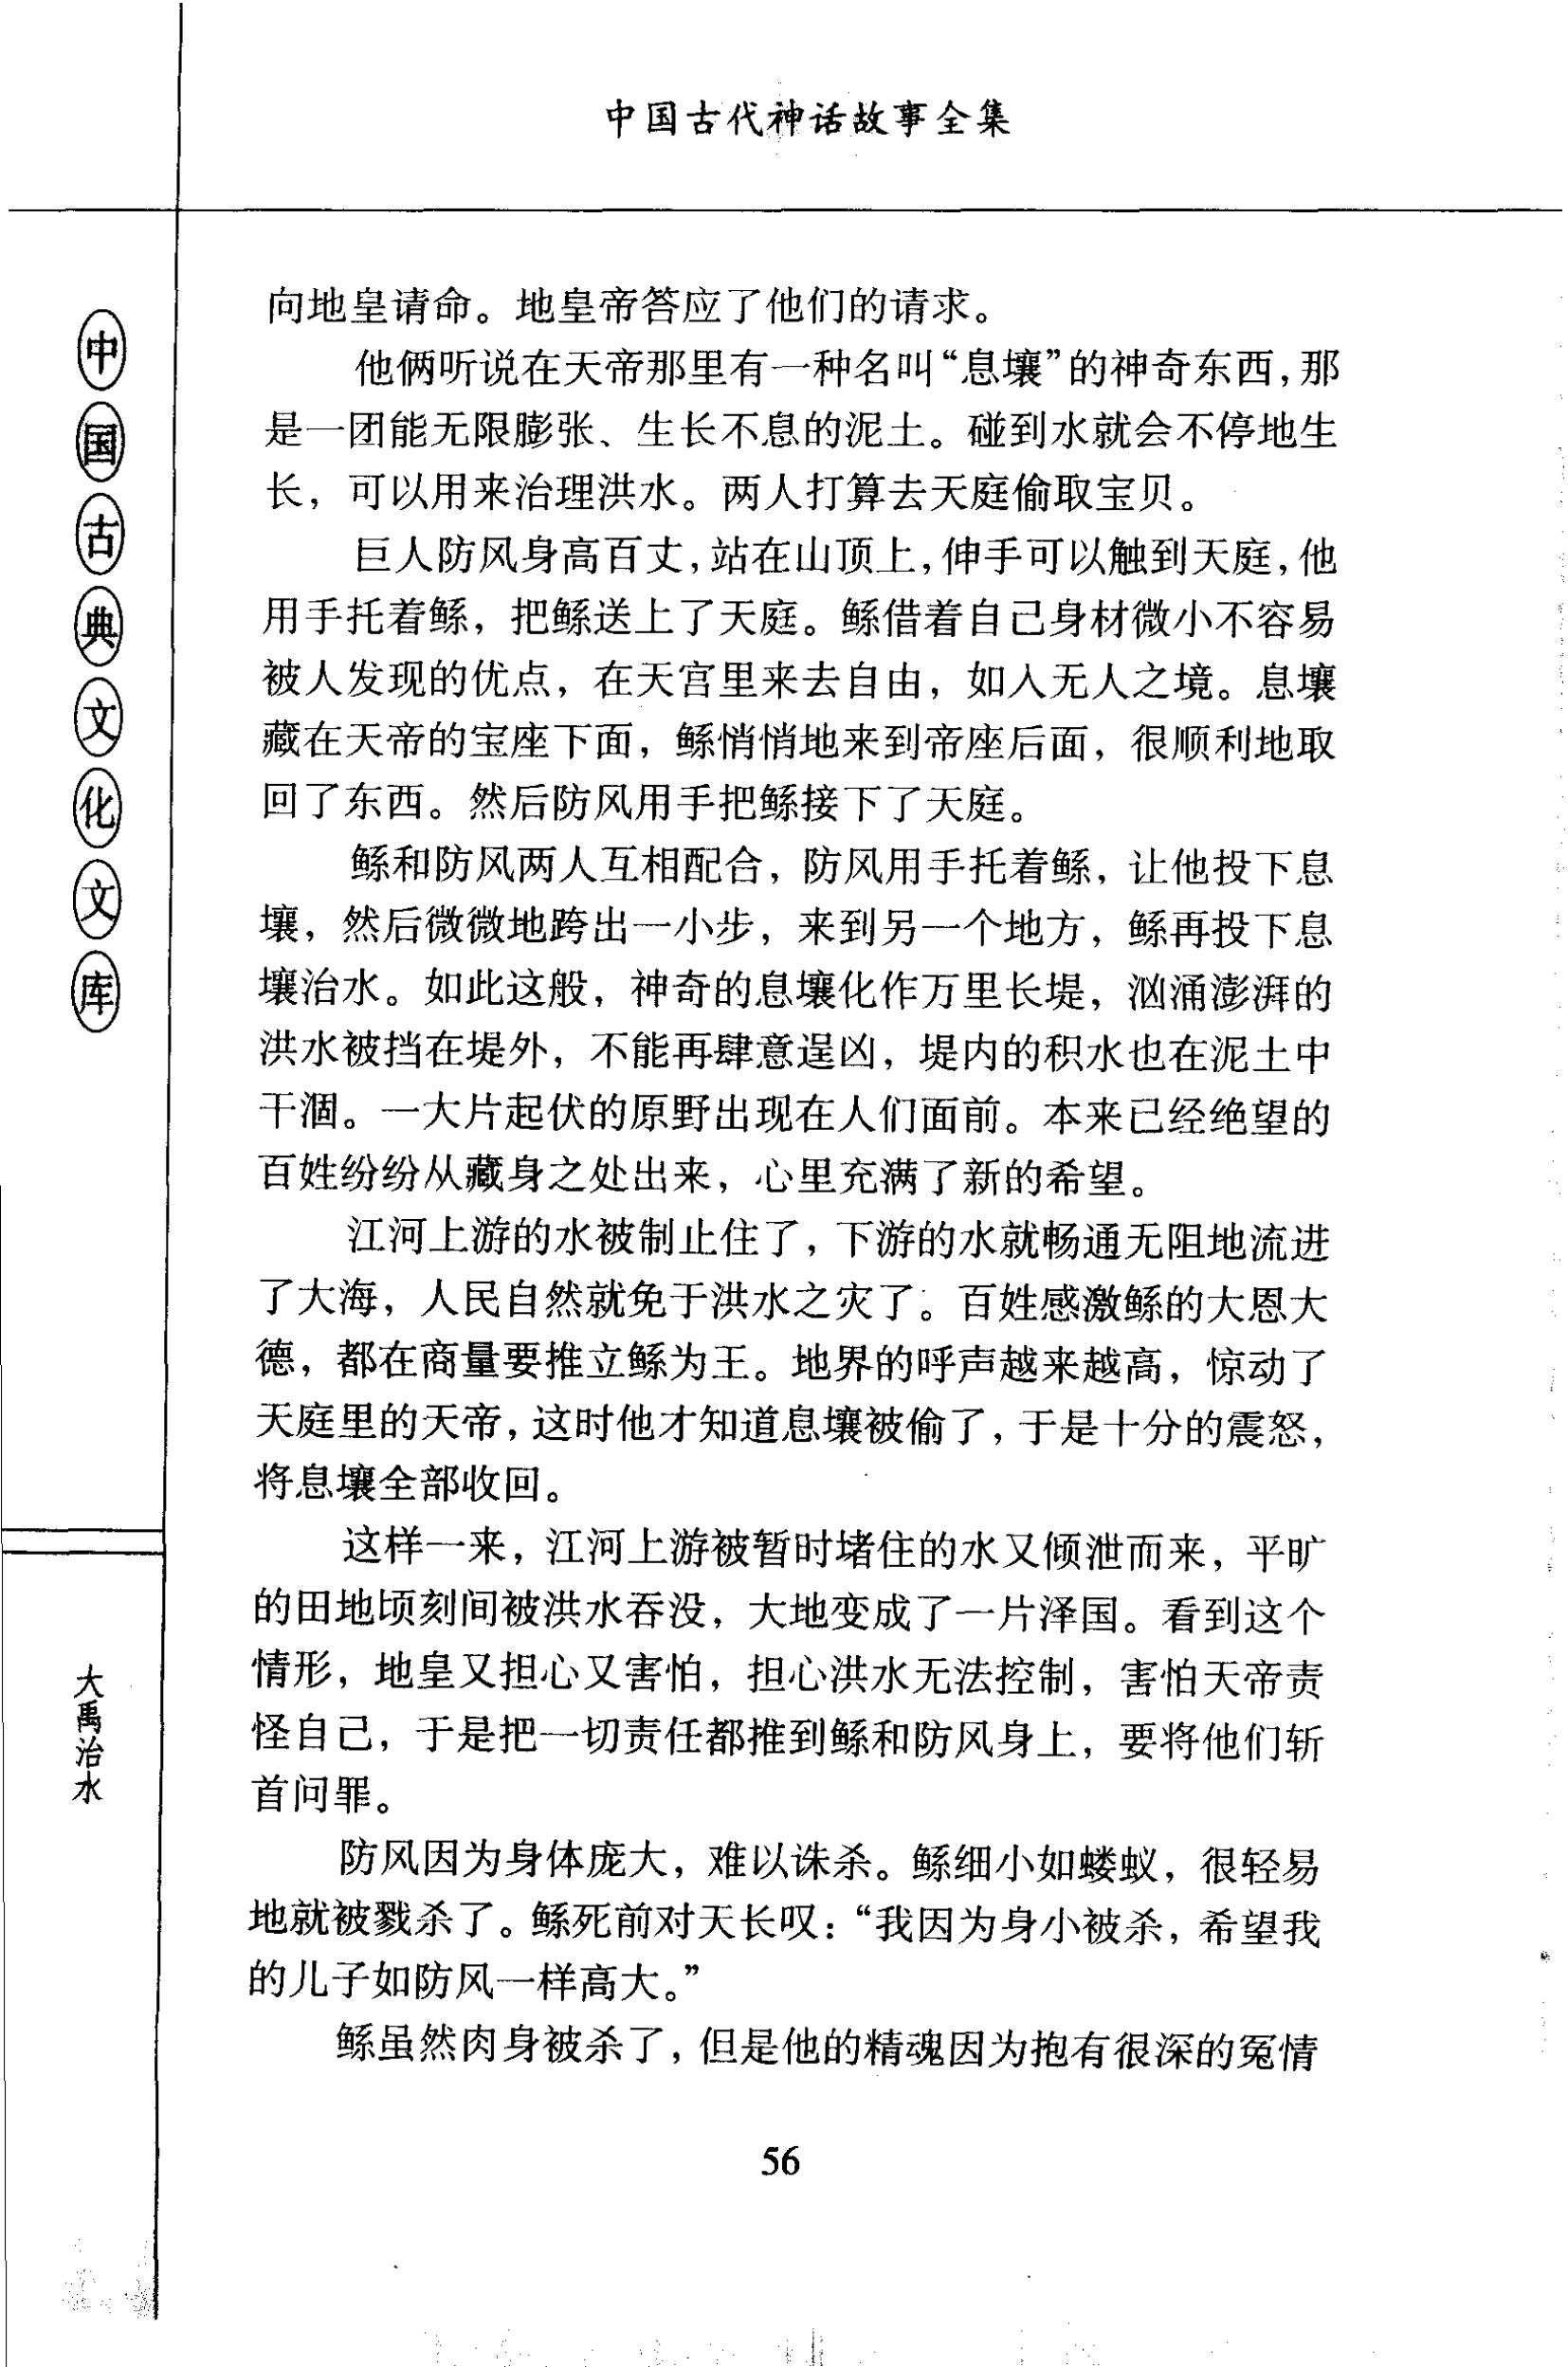 中国古代神话故事全集
中国古典文化文库
大禹治水
向地皇请命。地皇帝答应了他们的请求。
他俩听说在天帝那里有一种名叫“息壤”的神奇东西，那
是一团能无限膨张、生长不息的泥土。碰到水就会不停地生
长，可以用来治理洪水。两人打算去天庭偷取宝贝。
巨人防风身高百丈，站在山顶上，伸手可以触到天庭，他
用手托着鲧，把鲧送上了天庭。鲧借着自己身材微小不容易
被人发现的优点，在天宫里来去自由，如入无人之境。息壤
藏在天帝的宝座下面，鲧悄悄地来到帝座后面，很顺利地取
回了东西。然后防风用手把鲧接下了天庭。
鲧和防风两人互相配合，防风用手托着鲧，让他投下息
壤，然后微微地跨出一小步，来到另一个地方，鲧再投下息
壤治水。如此这般，神奇的息壤化作万里长堤，汹涌澎湃的
洪水被挡在堤外，不能再肆意逞凶，堤内的积水也在泥土中
干涸。一大片起伏的原野出现在人们面前。本来已经绝望的
百姓纷纷从藏身之处出来，心里充满了新的希望。
江河上游的水被制止住了，下游的水就畅通无阻地流进
了大海，人民自然就免于洪水之灾了。百姓感激鲧的大恩大
德，都在商量要推立鲧为王。地界的呼声越来越高，惊动了
天庭里的天帝，这时他才知道息壤被偷了，于是十分的震怒，
将息壤全部收回。
这样一来，江河上游被暂时堵住的水又倾泄而来，平旷
的田地顷刻间被洪水吞没，大地变成了一片泽国。看到这个
情形，地皇又担心又害怕，担心洪水无法控制，害怕天帝责
怪自己，于是把一切责任都推到鲧和防风身上，要将他们斩
首问罪。
防风因为身体庞大，难以诛杀。鲧细小如蝼蚁，很轻易
地就被戮杀了。鲧死前对天长叹：“我因为身小被杀，希望我
的儿子如防风一样高大。”
鲧虽然肉身被杀了，但是他的精魂因为抱有很深的冤情
56